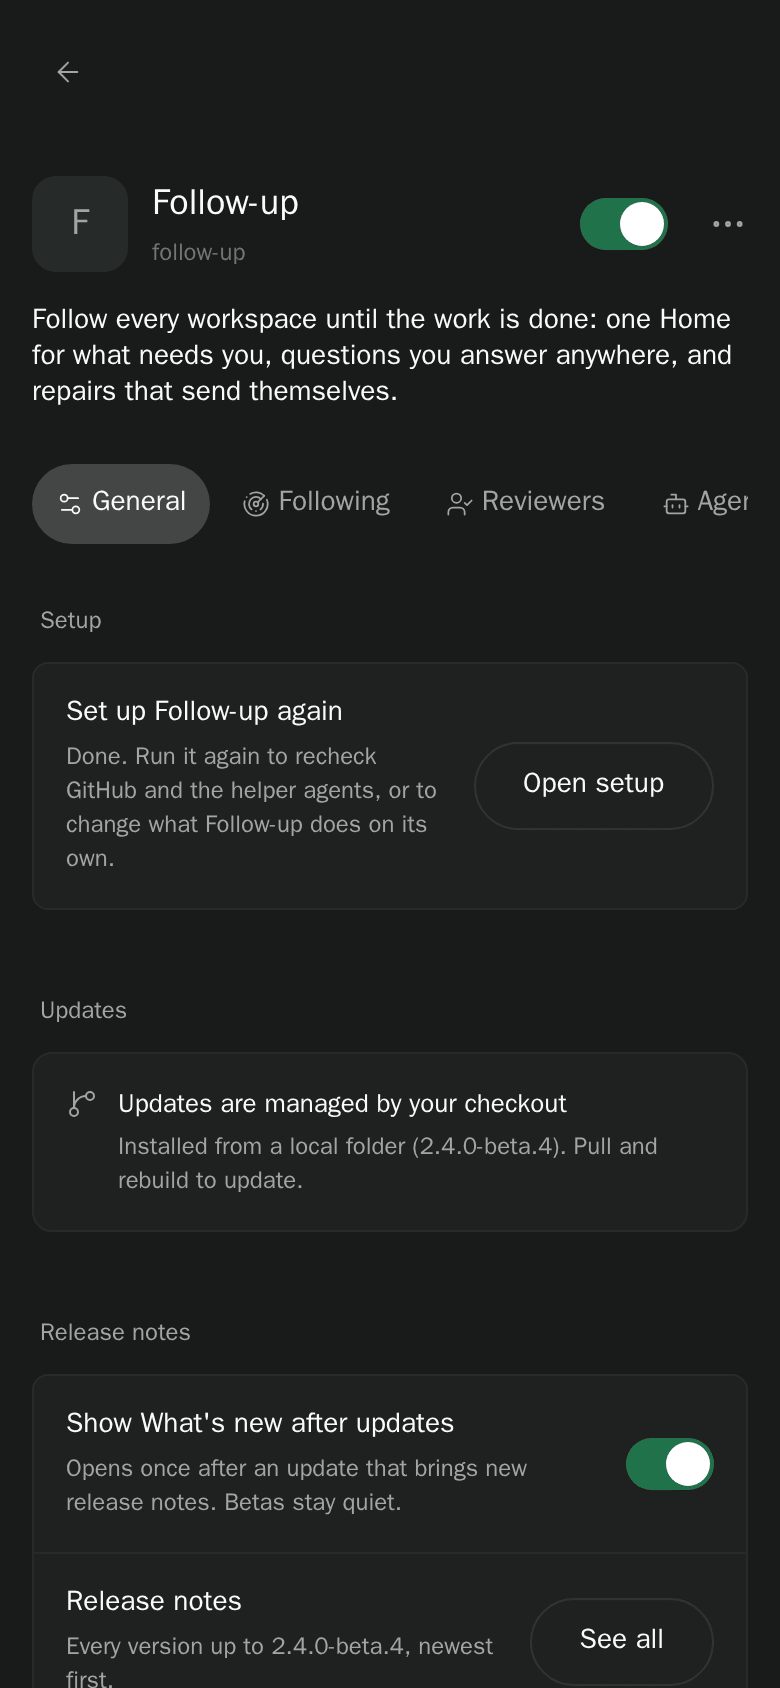 F
Follow-up
follow-up
Follow every workspace until the work is done: one Home
for what needs you, questions you answer anywhere, and
repairs that send themselves.
General
Following
Reviewers
Setup
Set up Follow-up again
Done. Run it again to recheck
GitHub and the helper agents, or to
change what Follow-up does on its
own.
Open setup
Updates
Updates are managed by your checkout
Installed from a local folder (2.4.0-beta.4). Pull and
rebuild to update.
Release notes
Show What's new after updates
Opens once after an update that brings new
release notes. Betas stay quiet.
Release notes
Every version up to 2.4.0-beta.4, newest
first.
See all